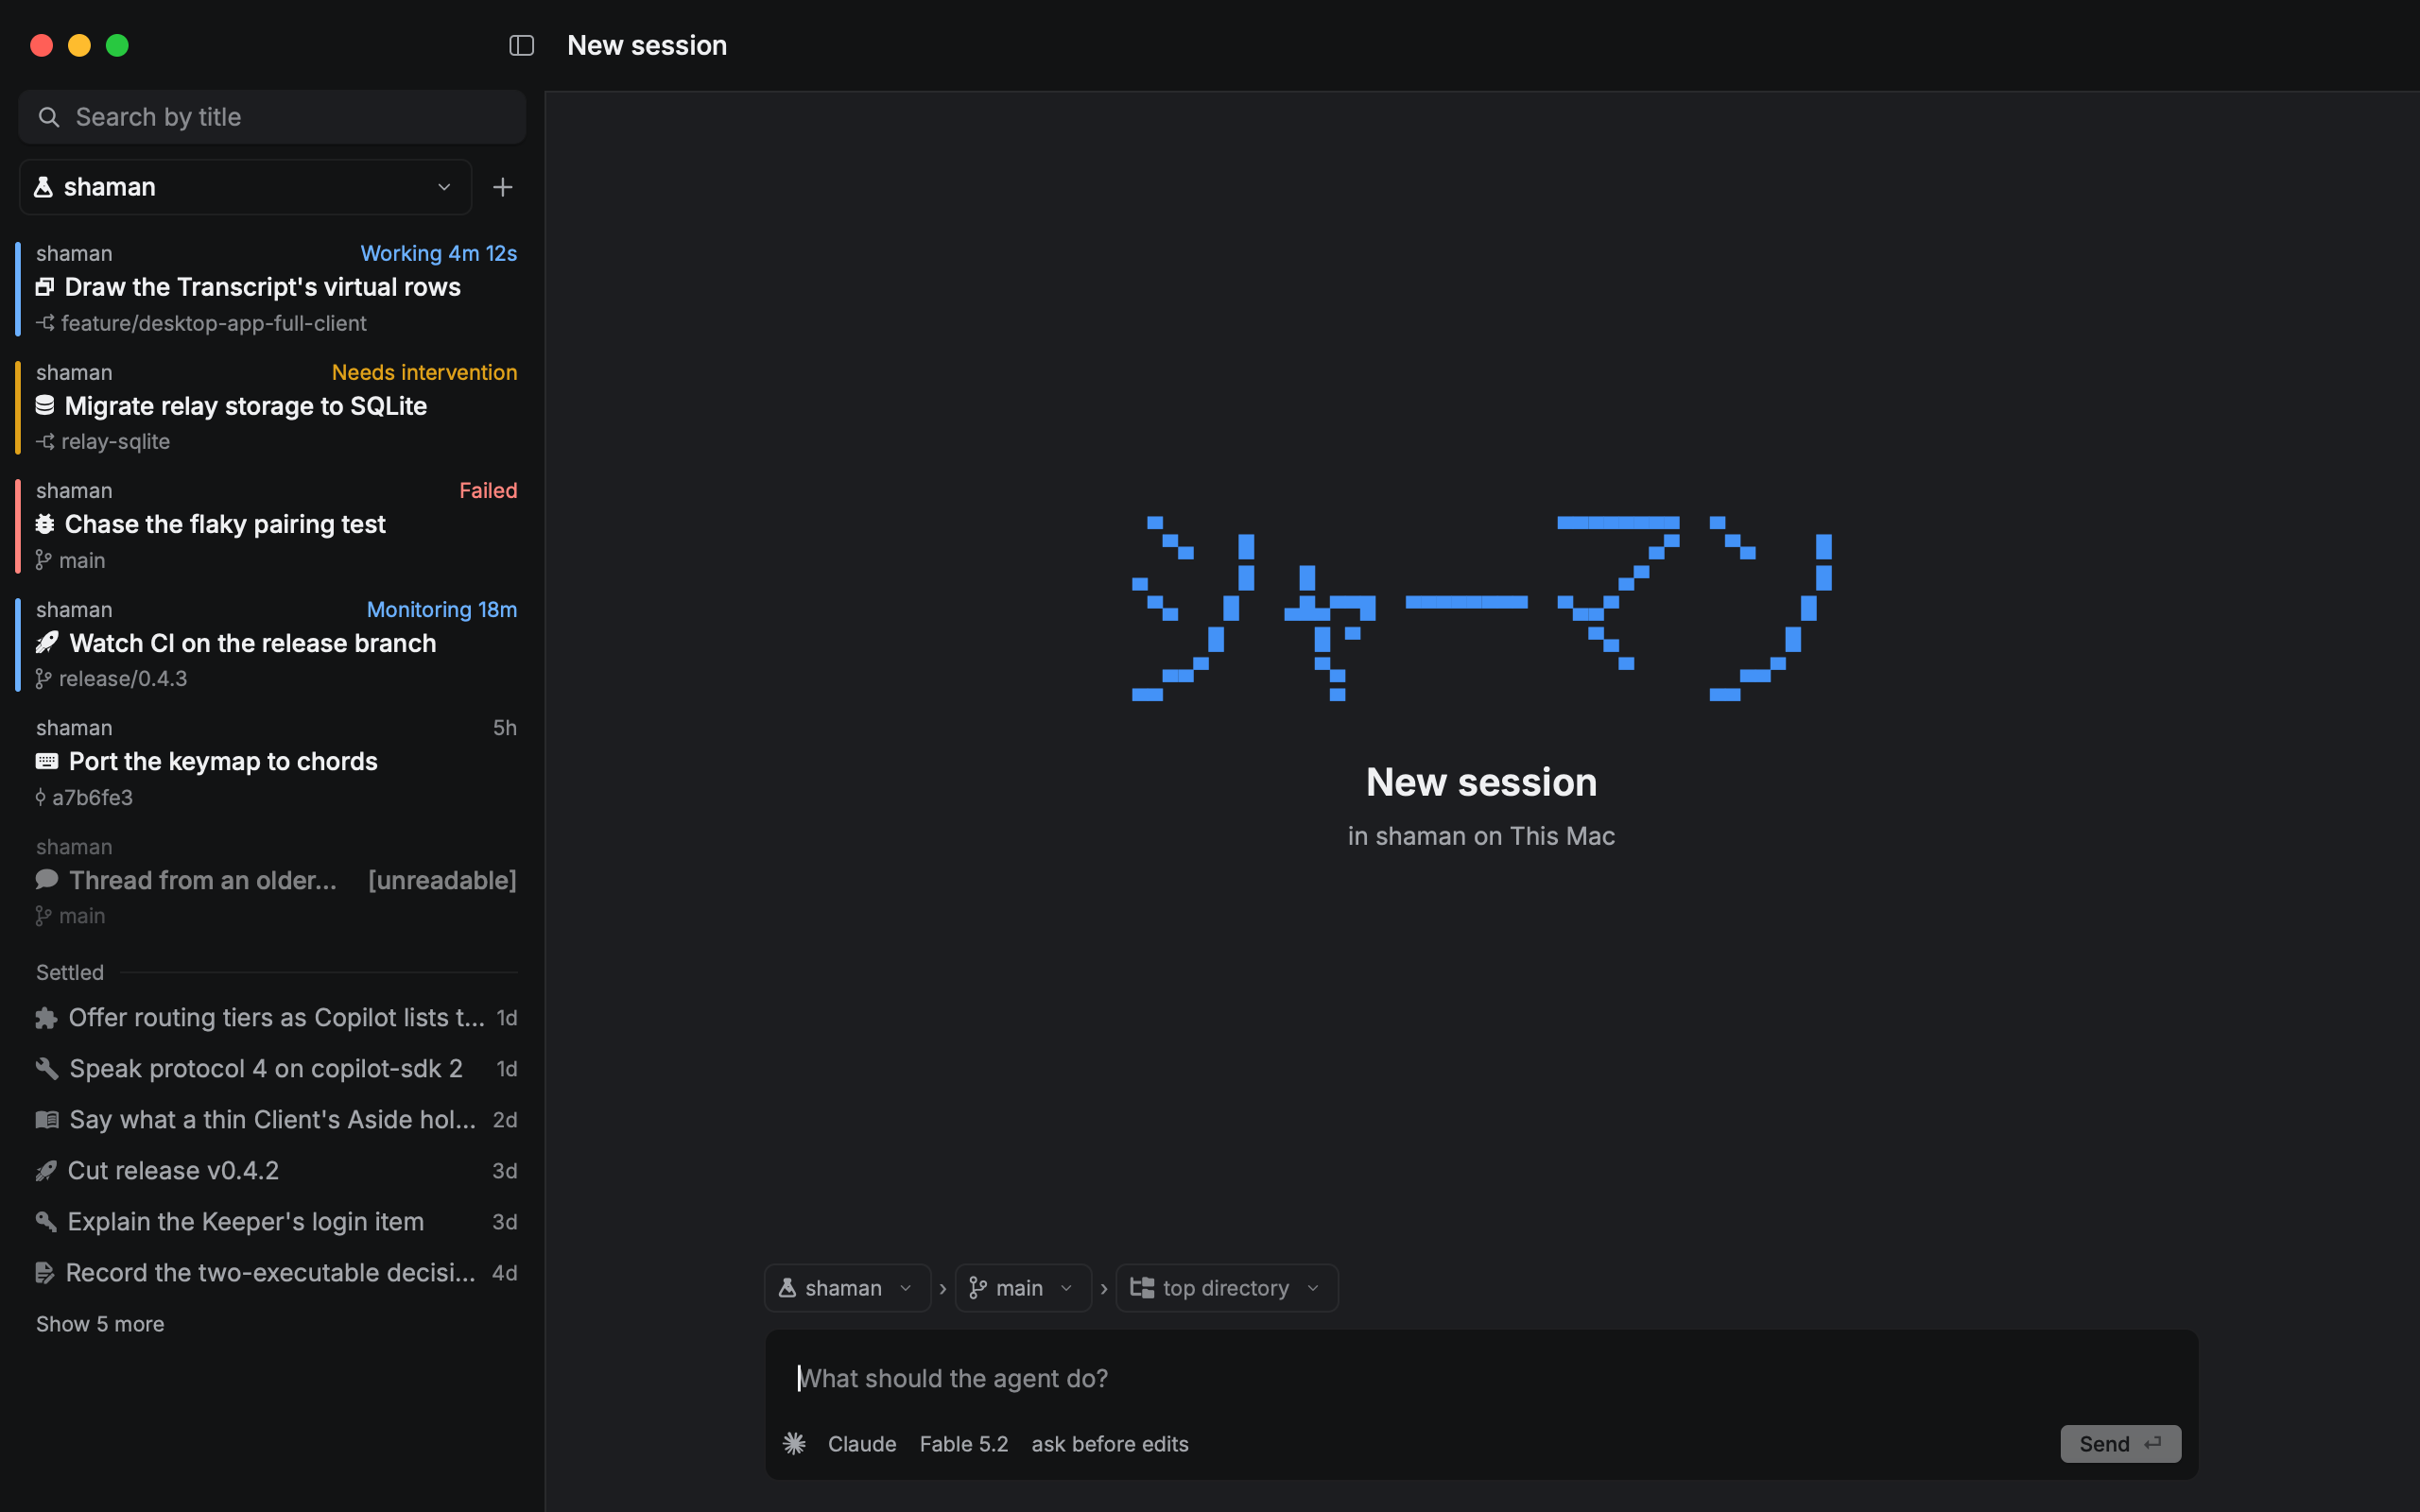 New session
Search by title
shaman
shaman Working 4m 12s
Draw the Transcript's virtual rows
feature/desktop-app-full-client
shaman Needs intervention
Migrate relay storage to SQLite
relay-sqlite
shaman Failed
Chase the flaky pairing test
main
shaman Monitoring 18m
Watch CI on the release branch
release/0.4.3
shaman 5h
Port the keymap to chords
a7b6fe3
shaman
Thread from an older... [unreadable]
main
Settled
Offer routing tiers as Copilot lists t... 1d
Speak protocol 4 on copilot-sdk 2 1d
Say what a thin Client's Aside hol... 2d
Cut release v0.4.2 3d
Explain the Keeper's login item 3d
Record the two-executable decisi... 4d
Show 5 more
シャーマン
New session
in shaman on This Mac
shaman › main › top directory
What should the agent do?
Claude Fable 5.2 ask before edits Send